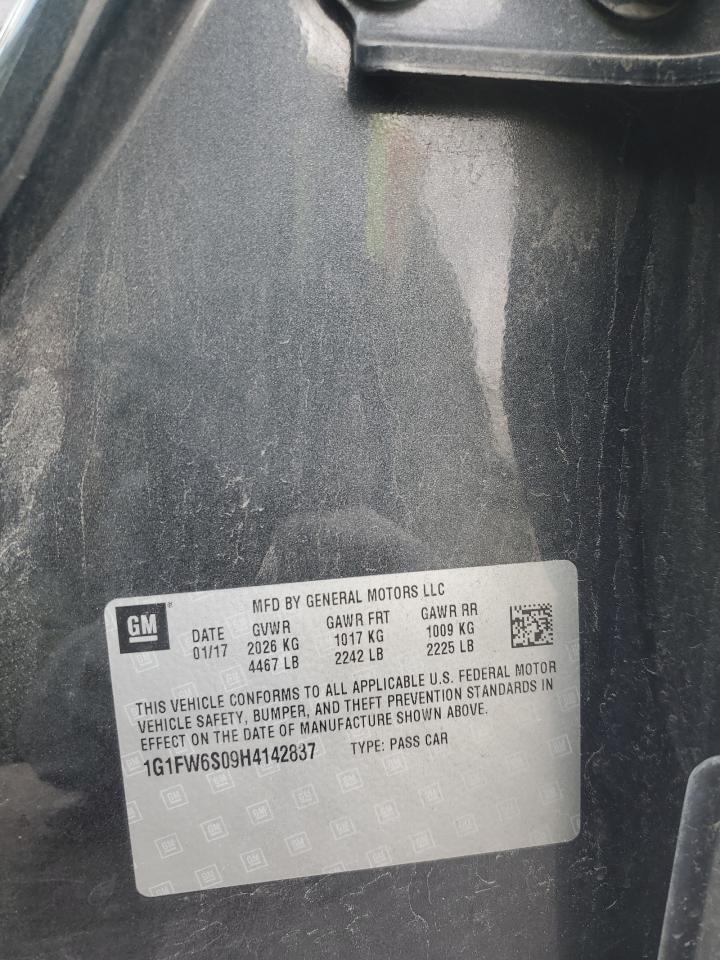 GM
MFD BY GENERAL MOTORS LLC
DATE GVWR GAWR FRT GAWR RR
01/17 2026 KG 1017 KG 1009 KG
4467 LB 2242 LB 2225 LB
THIS VEHICLE CONFORMS TO ALL APPLICABLE U.S. FEDERAL MOTOR
VEHICLE SAFETY, BUMPER, AND THEFT PREVENTION STANDARDS IN
EFFECT ON THE DATE OF MANUFACTURE SHOWN ABOVE.
1G1FW6S09H4142837 TYPE: PASS CAR